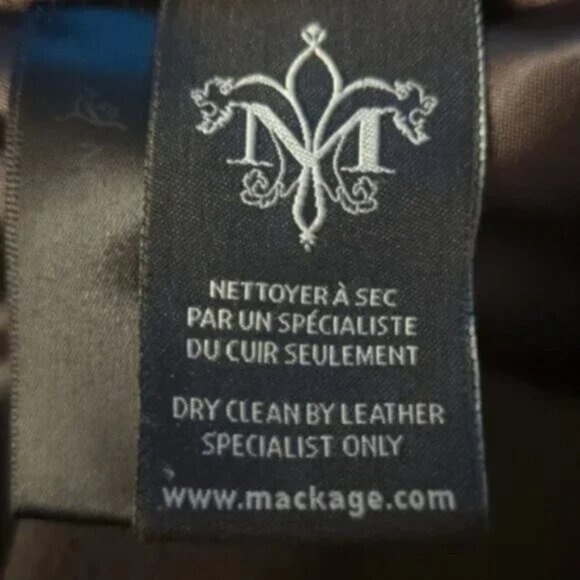 M
NETTOYER À SEC
PAR UN SPÉCIALISTE
DU CUIR SEULEMENT
DRY CLEAN BY LEATHER
SPECIALIST ONLY
www.mackage.com